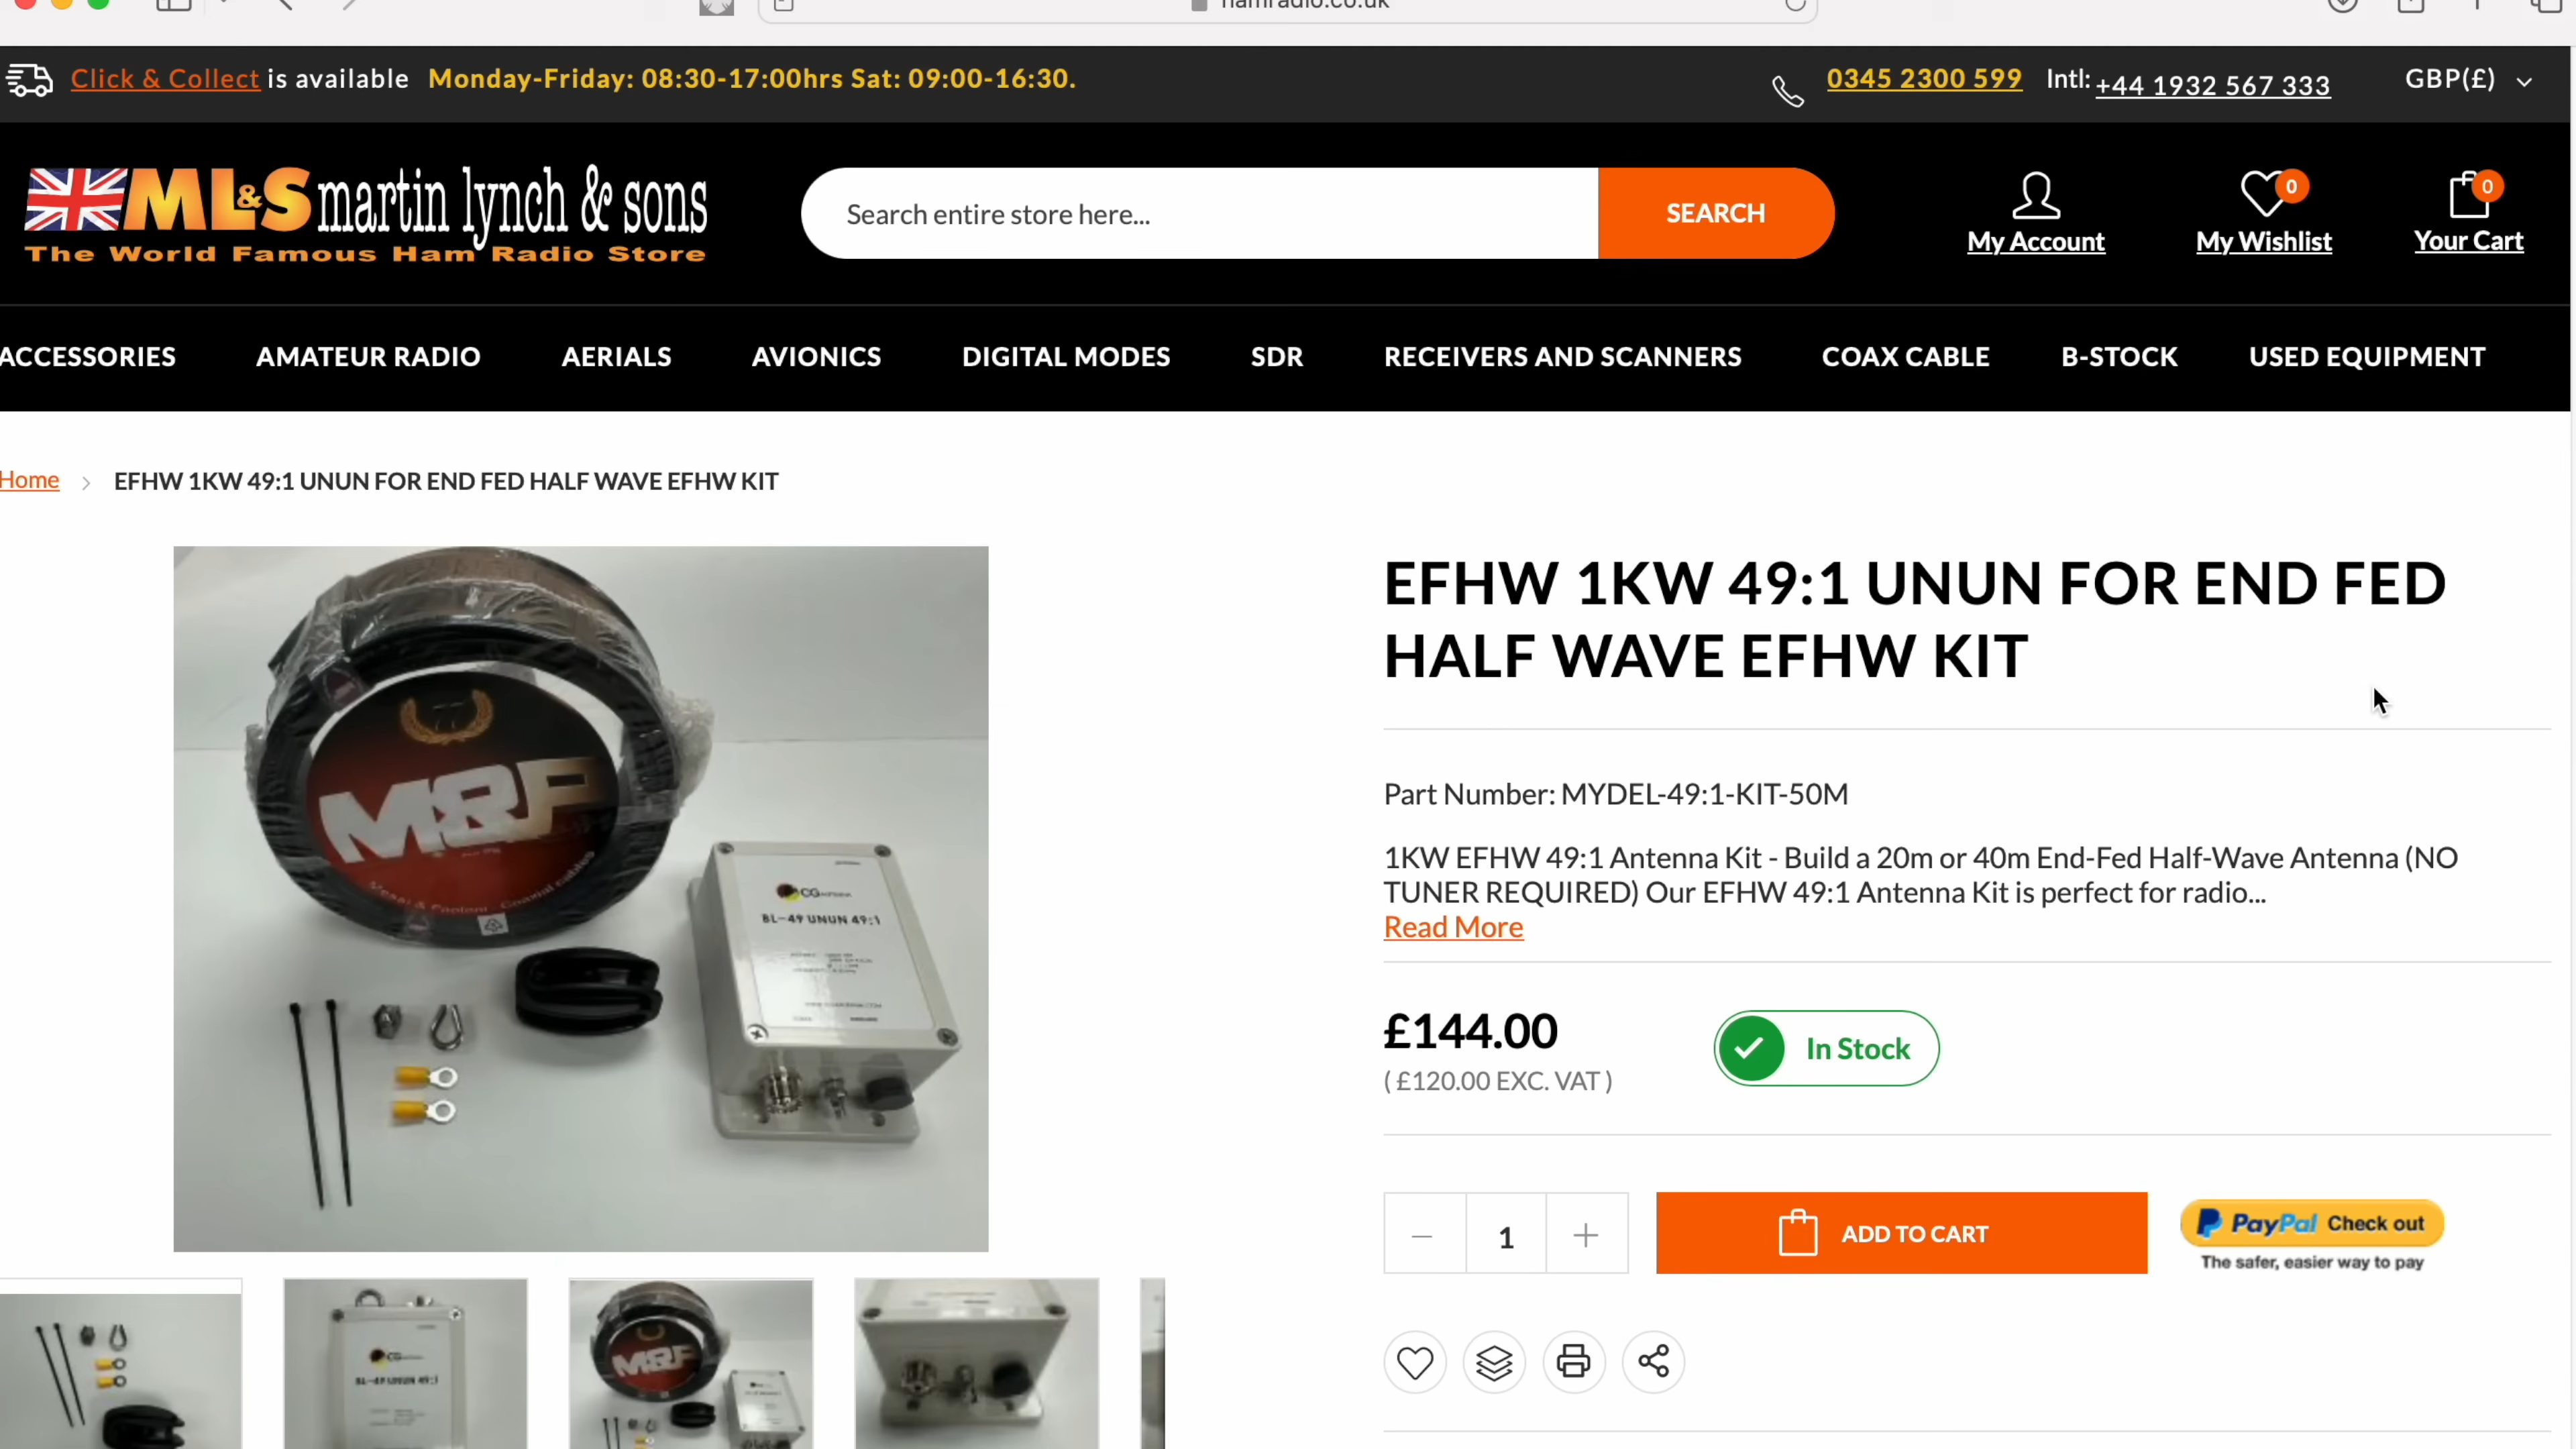 hamradio.co.uk
Click & Collect is available Monday-Friday: 08:30-17:00hrs Sat: 09:00-16:30.
0345 2300 599 Intl: +44 1932 567 333 GBP(£)
ML&S martin lynch & sons
The World Famous Ham Radio Store
Search entire store here...
SEARCH
0
0
My Account
My Wishlist
Your Cart
ACCESSORIES AMATEUR RADIO AERIALS AVIONICS DIGITAL MODES SDR RECEIVERS AND SCANNERS COAX CABLE B-STOCK USED EQUIPMENT
Home > EFHW 1KW 49:1 UNUN FOR END FED HALF WAVE EFHW KIT
M&P
CG
BL-49 UNUN 49:1
EFHW 1KW 49:1 UNUN FOR END FED
HALF WAVE EFHW KIT
Part Number: MYDEL-49:1-KIT-50M
1KW EFHW 49:1 Antenna Kit - Build a 20m or 40m End-Fed Half-Wave Antenna (NO
TUNER REQUIRED) Our EFHW 49:1 Antenna Kit is perfect for radio...
Read More
£144.00
( £120.00 EXC. VAT )
In Stock
1
ADD TO CART
PayPal Check out
The safer, easier way to pay
BL-49 UNUN 49:1
M&P